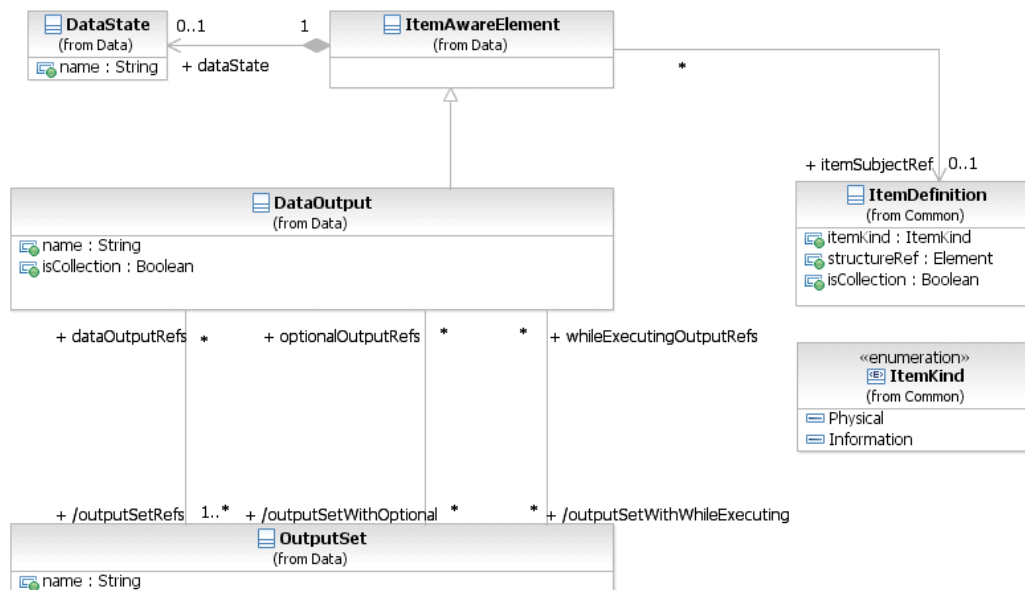 DataState
(from Data)
name : String
0..1
1
+ dataState
ItemAwareElement
(from Data)
*
+ itemSubjectRef
0..1
ItemDefinition
(from Common)
itemKind : ItemKind
structureRef : Element
isCollection : Boolean
DataOutput
(from Data)
name : String
isCollection : Boolean
+ dataOutputRefs
*
+ optionalOutputRefs
*
*
+ whileExecutingOutputRefs
«enumeration»
<E> ItemKind
(from Common)
Physical
Information
+ /outputSetRefs
1..*
+ /outputSetWithOptional
*
*
+ /outputSetWithWhileExecuting
OutputSet
(from Data)
name : String